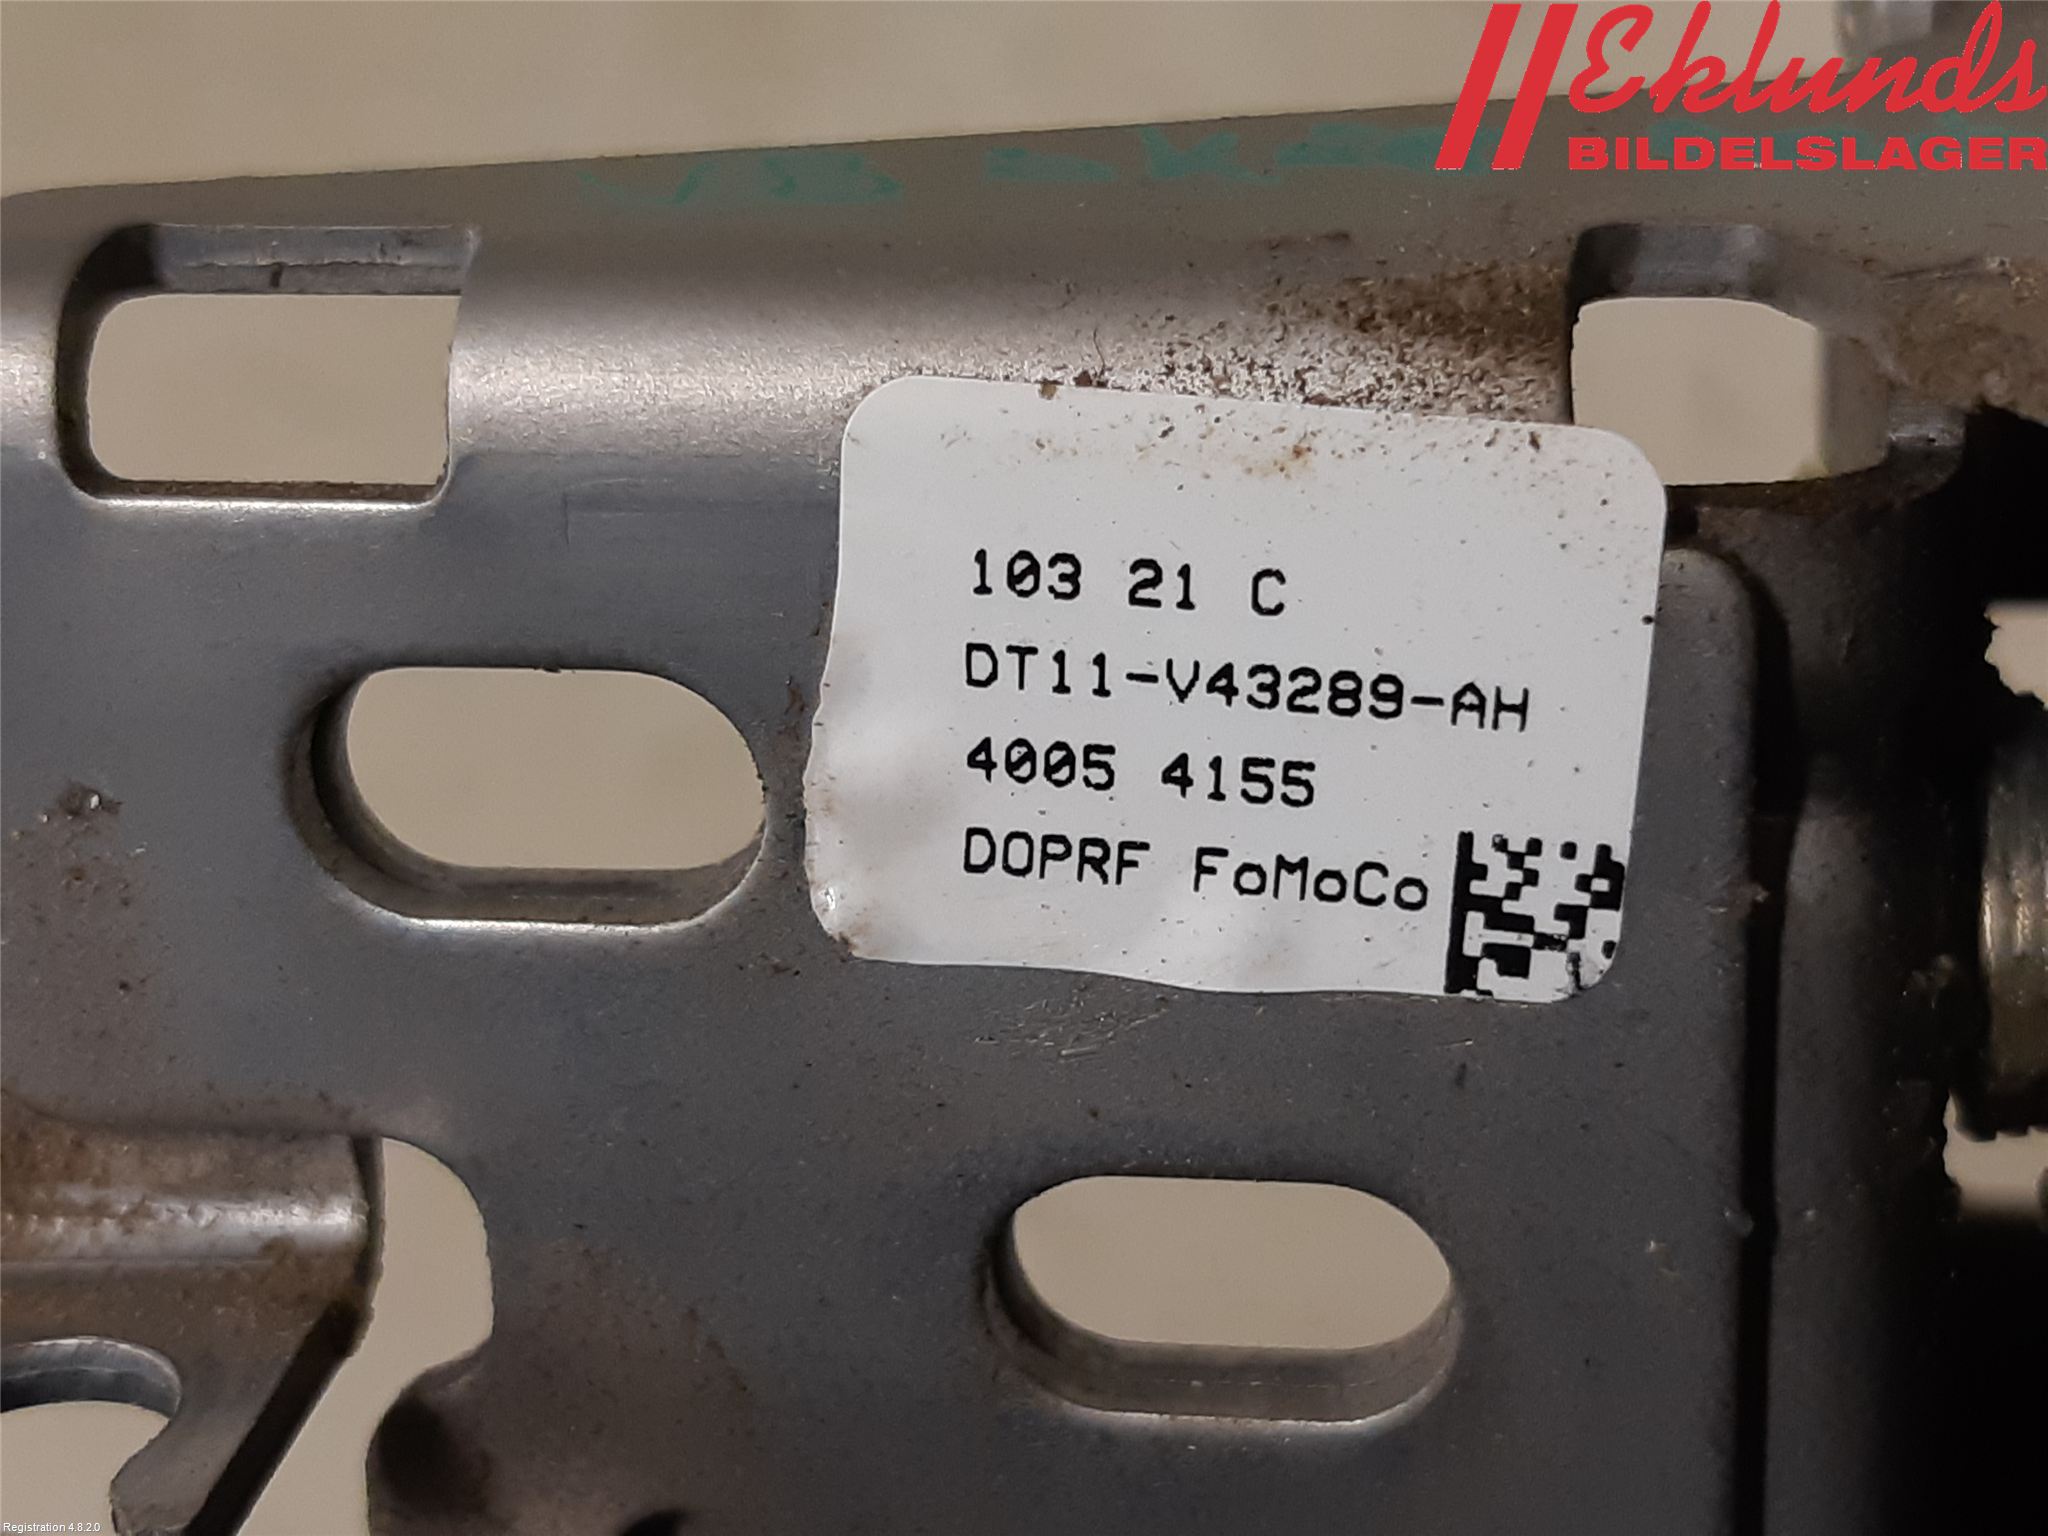 Eklunds
BILDELSLAGER
103 21 C
DT11-V43289-AH
4005 4155
DOPRF FoMoCo
Registration 4.8.2.0